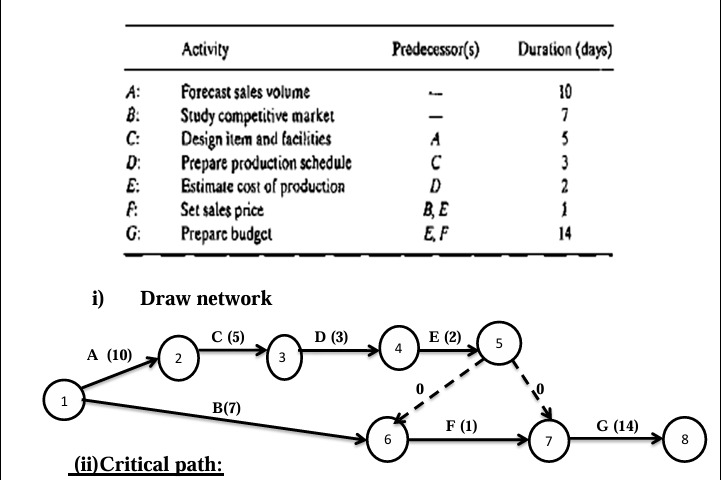 Activity Predecessor(s) Duration (days)
A: Forecast sales volume — 10
B: Study competitive market — 7
C: Design item and facilities A 5
D: Prepare production schedule C 3
E: Estimate cost of production D 2
F: Set sales price B, E 1
G: Prepare budget E, F 14
i) Draw network
A (10) C (5) D (3) E (2)
1 2 3 4 5
B(7) 0 0
F (1) G (14)
6 7 8
(ii)Critical path: